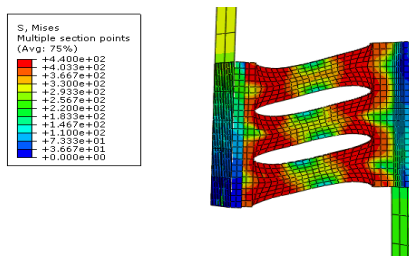 S, Mises
Multiple section points
(Avg: 75%)
+4.400e+02
+4.033e+02
+3.667e+02
+3.300e+02
+2.933e+02
+2.567e+02
+2.200e+02
+1.833e+02
+1.467e+02
+1.100e+02
+7.333e+01
+3.667e+01
+0.000e+00